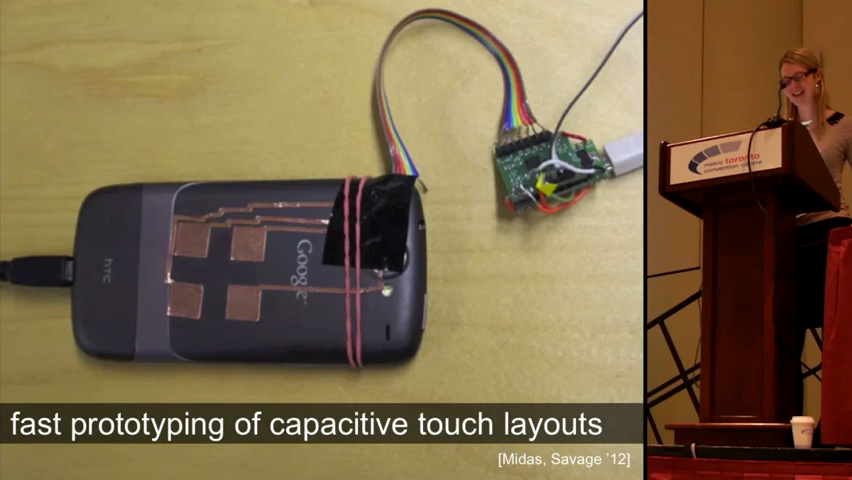 hTC
Google
metro toronto
convention centre
fast prototyping of capacitive touch layouts
[Midas, Savage '12]